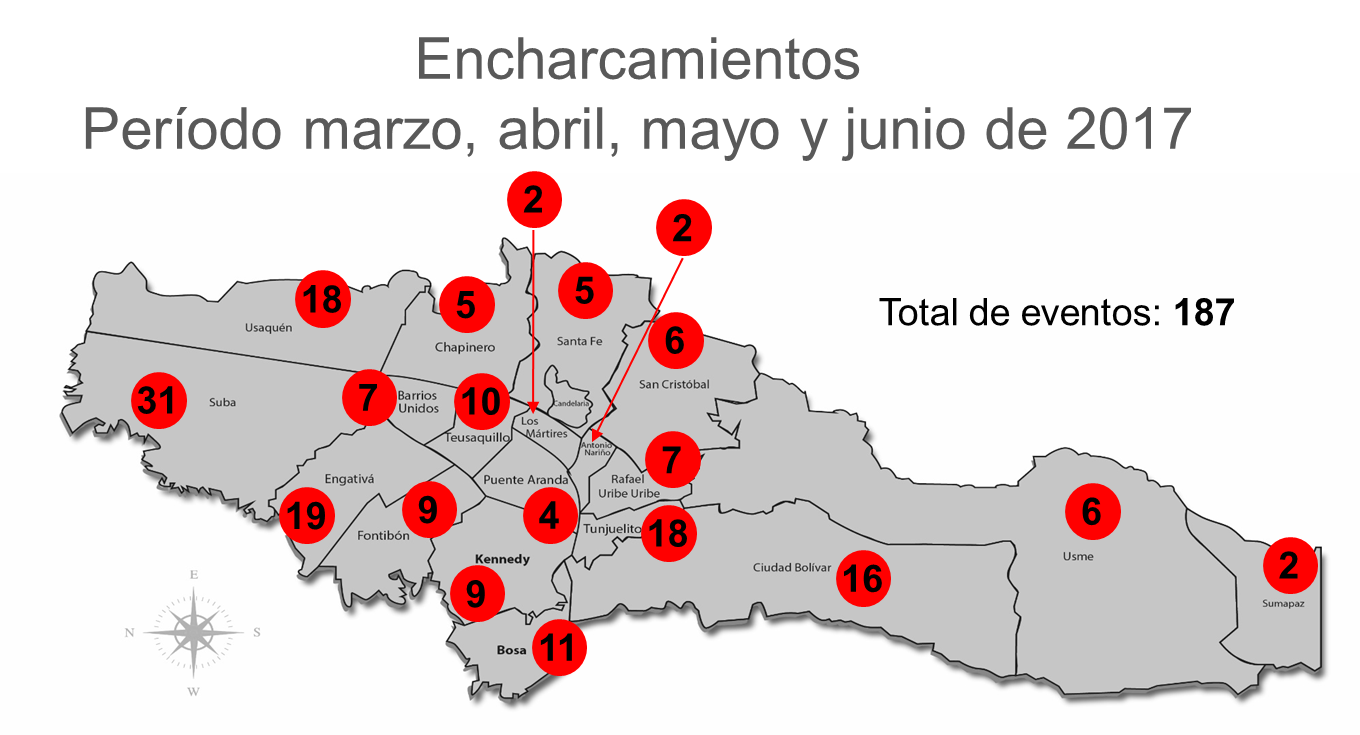 Encharcamientos
Período marzo, abril, mayo y junio de 2017
2
2
Total de eventos: 187
18
Usaquén
5
Chapinero
5
Santa Fe
6
San Cristóbal
31
Suba
7
Barrios
Unidos
10
Teusaquillo
Candelaria
Los
Mártires
Antonio
Nariño
Engativá
19
Puente Aranda
4
7
Rafael
Uribe Uribe
9
Fontibón
Tunjuelito
18
Kennedy
9
Ciudad Bolívar
16
6
Usme
2
Sumapaz
Bosa
11
E
N
S
W